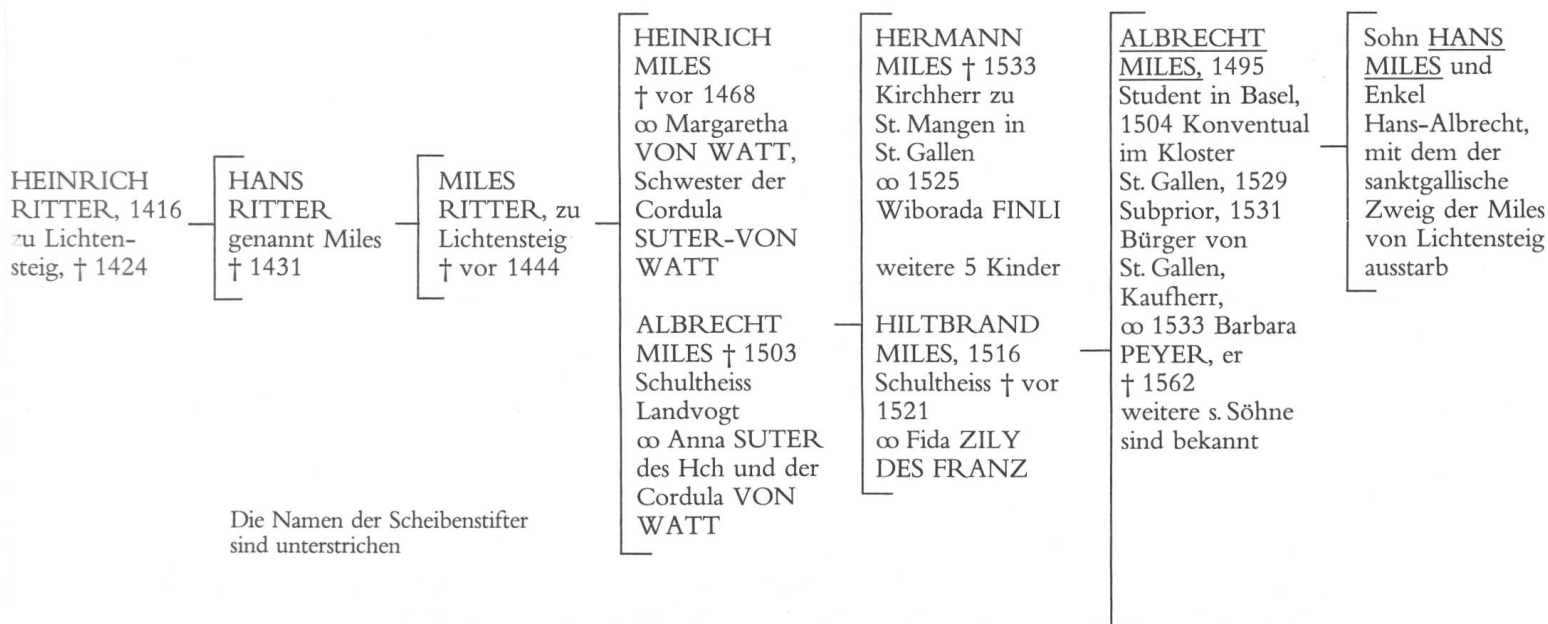 HEINRICH
RITTER, 1416
zu Lichten-
steig, † 1424
HANS
RITTER
genannt Miles
† 1431
MILES
RITTER, zu
Lichtensteig
† vor 1444
HEINRICH
MILES
† vor 1468
∞ Margaretha
VON WATT,
Schwester der
Cordula
SUTER-VON
WATT
ALBRECHT
MILES † 1503
Schultheiss
Landvogt
∞ Anna SUTER
des Hch und der
Cordula VON
WATT
HERMANN
MILES † 1533
Kirchherr zu
St. Mangen in
St. Gallen
∞ 1525
Wiborada FINLI
weitere 5 Kinder
HILTBRAND
MILES, 1516
Schultheiss † vor
1521
∞ Fida ZILY
DES FRANZ
ALBRECHT
MILES, 1495
Student in Basel,
1504 Konventual
im Kloster
St. Gallen, 1529
Subprior, 1531
Bürger von
St. Gallen,
Kaufherr,
∞ 1533 Barbara
PEYER, er
† 1562
weitere s. Söhne
sind bekannt
Sohn HANS
MILES und
Enkel
Hans-Albrecht,
mit dem der
sanktgallische
Zweig der Miles
von Lichtensteig
ausstarb
Die Namen der Scheibenstifter
sind unterstrichen